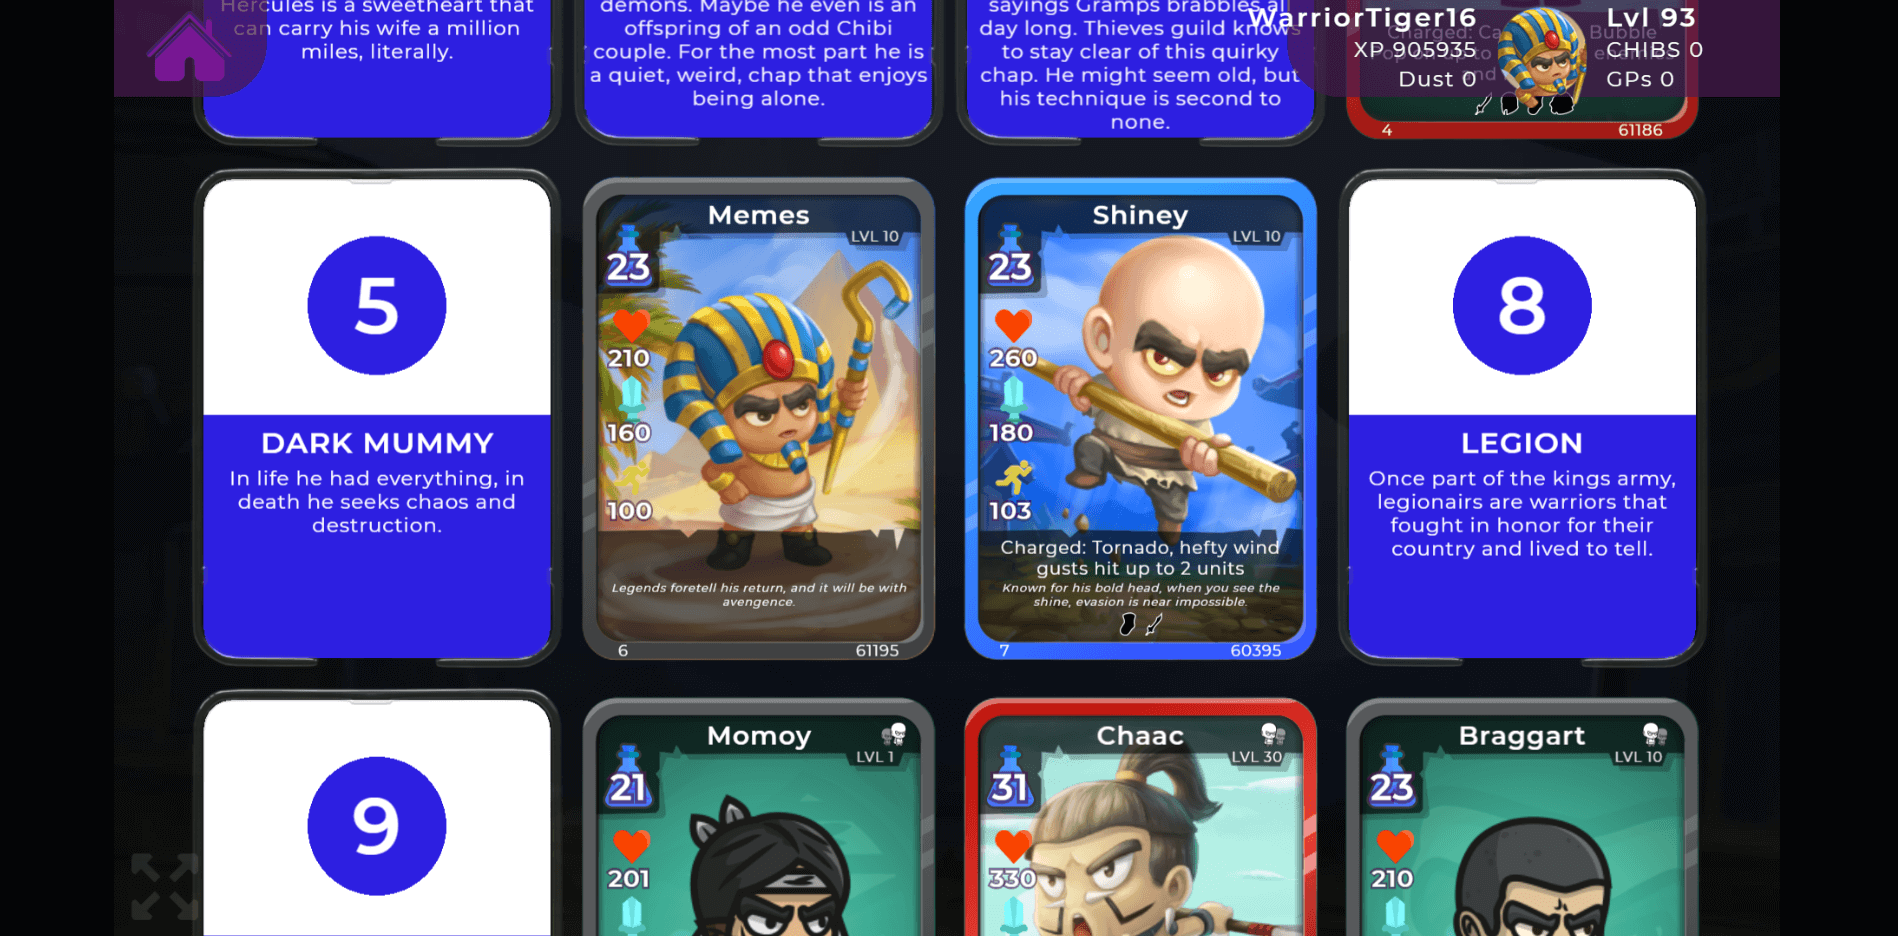 Hercules is a sweetheart that
can carry his wife a million
miles, literally.
demons. Maybe he even is an
offspring of an odd Chibi
couple. For the most part he is
a quiet, weird, chap that enjoys
being alone.
sayings Gramps brabbles all
day long. Thieves guild knows
to stay clear of this quirky
chap. He might seem old, but
his technique is second to
none.
WarriorTiger16
XP 905935
Dust 0
Lvl 93
CHIBS 0
GPs 0
Charged: Bubble
up to
and
4
61186
5
DARK MUMMY
In life he had everything, in
death he seeks chaos and
destruction.
Memes
LVL 10
23
210
160
100
Legends foretell his return, and it will be with
avengence.
6
61195
Shiney
LVL 10
23
260
180
103
Charged: Tornado, hefty wind
gusts hit up to 2 units
Known for his bold head, when you see the
shine, evasion is near impossible.
7
60395
8
LEGION
Once part of the kings army,
legionairs are warriors that
fought in honor for their
country and lived to tell.
9
Momoy
LVL 1
21
201
Chaac
LVL 30
31
330
Braggart
LVL 10
23
210